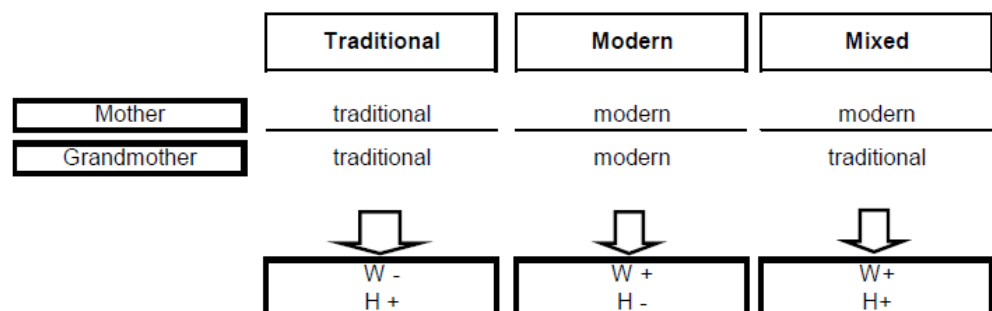 Traditional Modern Mixed
Mother traditional modern modern
Grandmother traditional modern traditional
W - W + W+
H + H - H+